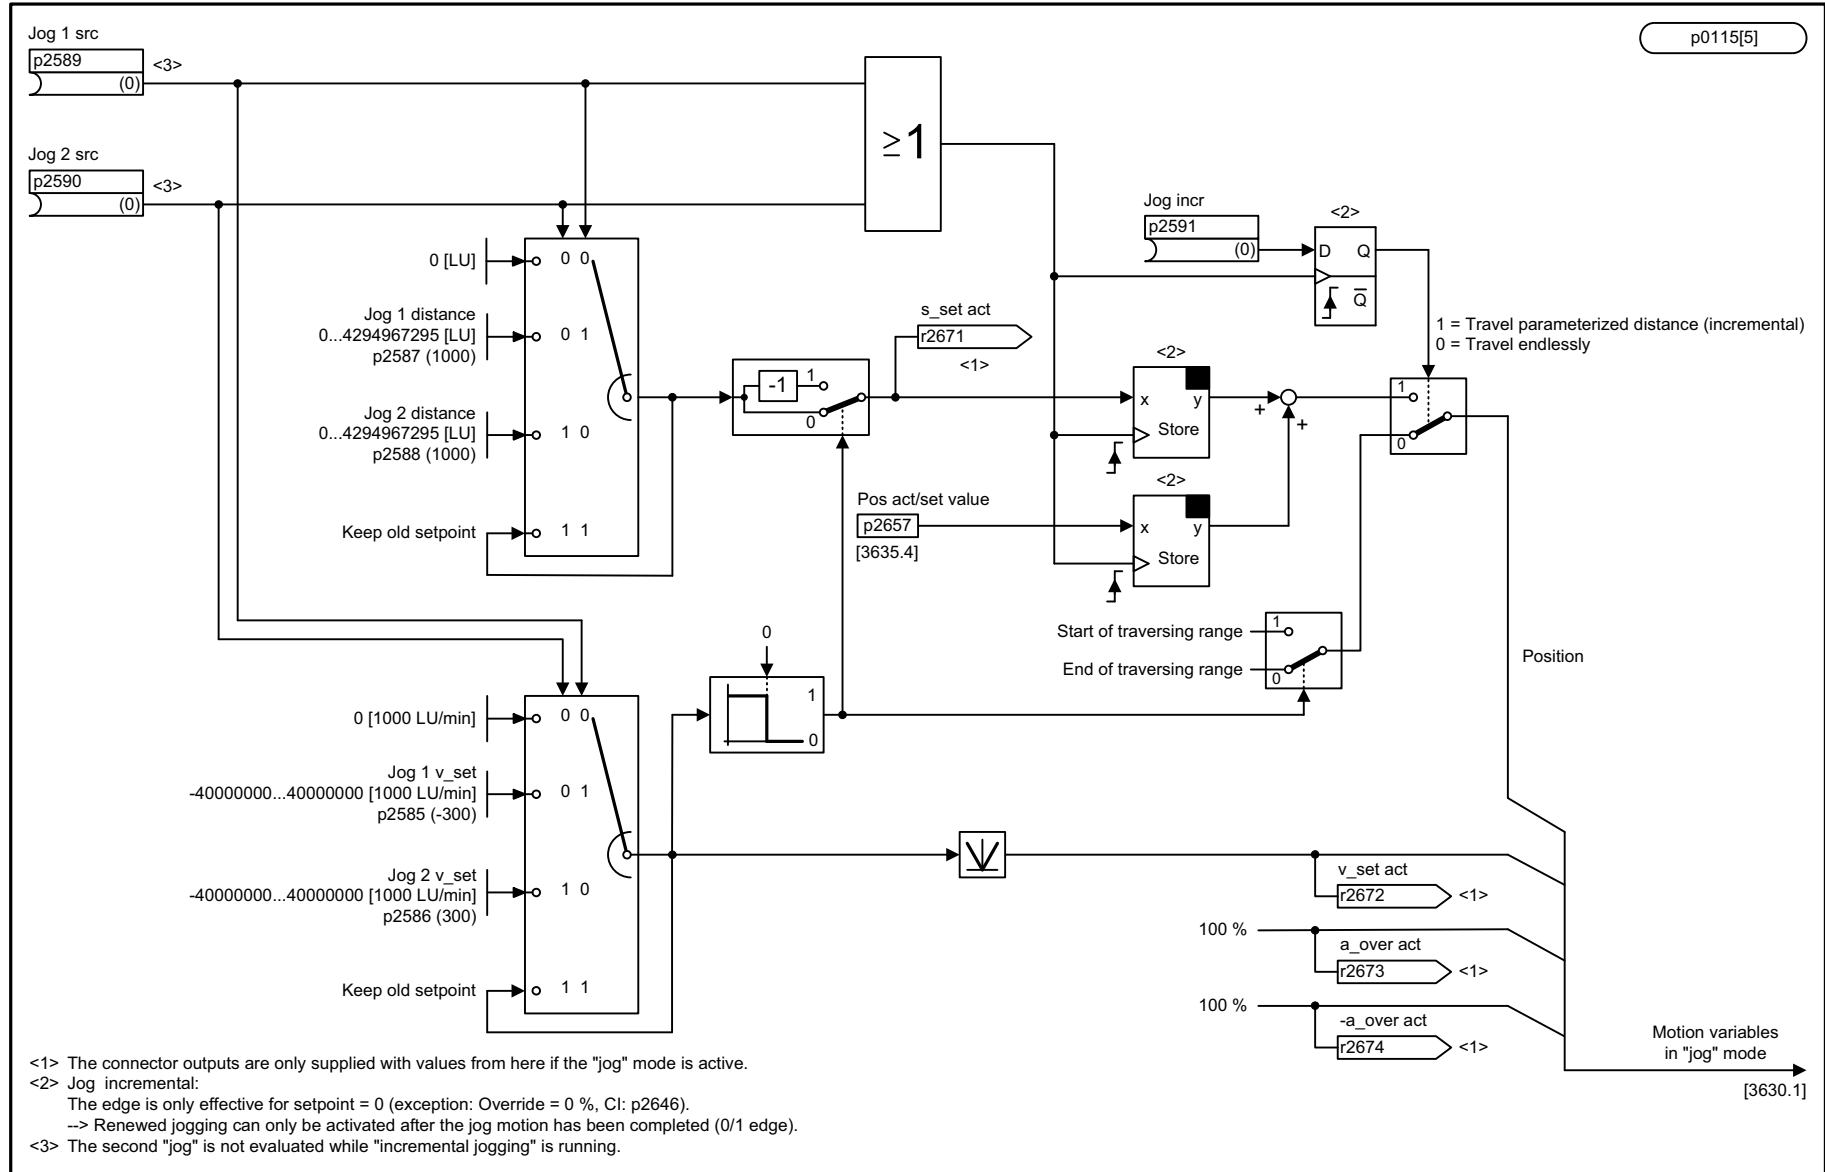 Jog 1 src
p2589
<3>
(0)
p0115[5]
≥1
Jog 2 src
p2590
<3>
(0)
Jog incr
p2591
(0)
<2>
D Q
Q̅
1 = Travel parameterized distance (incremental)
0 = Travel endlessly
0 [LU]
0 0
Jog 1 distance
0...4294967295 [LU]
p2587 (1000)
0 1
Jog 2 distance
0...4294967295 [LU]
p2588 (1000)
1 0
Keep old setpoint
1 1
-1
1
0
s_set act
r2671
<1>
<2>
x y
Store
+
+
1
0
Pos act/set value
p2657
[3635.4]
<2>
x y
Store
Start of traversing range
1
End of traversing range
0
Position
0
1
0
0 [1000 LU/min]
0 0
Jog 1 v_set
-40000000...40000000 [1000 LU/min]
p2585 (-300)
0 1
Jog 2 v_set
-40000000...40000000 [1000 LU/min]
p2586 (300)
1 0
Keep old setpoint
1 1
v_set act
r2672
<1>
100 %
a_over act
r2673
<1>
100 %
-a_over act
r2674
<1>
Motion variables
in "jog" mode
[3630.1]
<1> The connector outputs are only supplied with values from here if the "jog" mode is active.
<2> Jog incremental:
The edge is only effective for setpoint = 0 (exception: Override = 0 %, CI: p2646).
--> Renewed jogging can only be activated after the jog motion has been completed (0/1 edge).
<3> The second "jog" is not evaluated while "incremental jogging" is running.